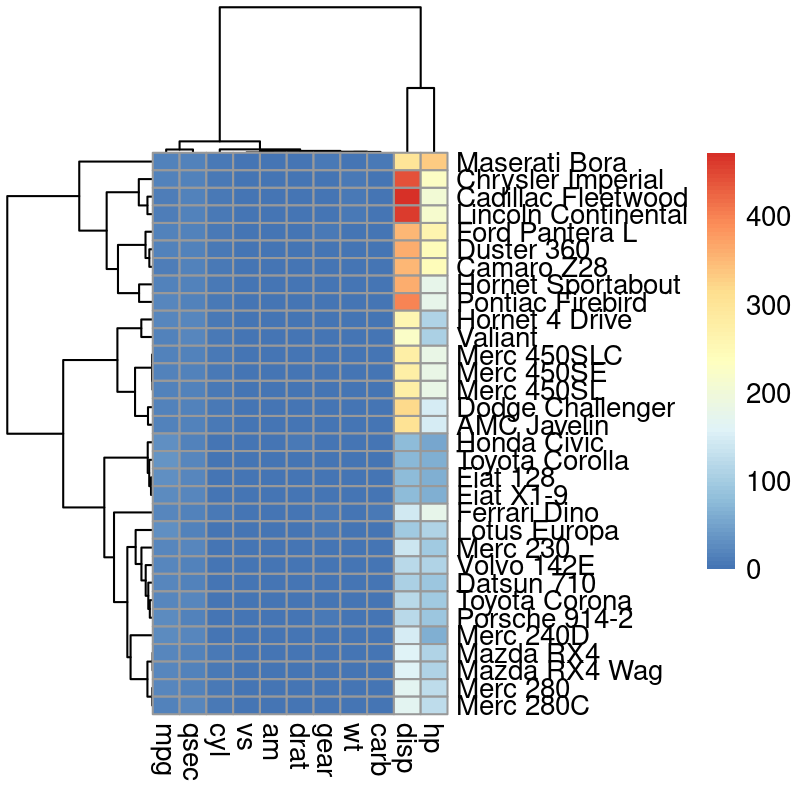 Maserati Bora
Chrysler Imperial
Cadillac Fleetwood
Lincoln Continental
Ford Pantera L
Duster 360
Camaro Z28
Hornet Sportabout
Pontiac Firebird
Hornet 4 Drive
Valiant
Merc 450SLC
Merc 450SE
Merc 450SL
Dodge Challenger
AMC Javelin
Honda Civic
Toyota Corolla
Fiat 128
Fiat X1-9
Ferrari Dino
Lotus Europa
Merc 230
Volvo 142E
Datsun 710
Toyota Corona
Porsche 914-2
Merc 240D
Mazda RX4
Mazda RX4 Wag
Merc 280
Merc 280C
400
300
200
100
0
mpg
qsec
cyl
vs
am
drat
gear
wt
carb
disp
hp